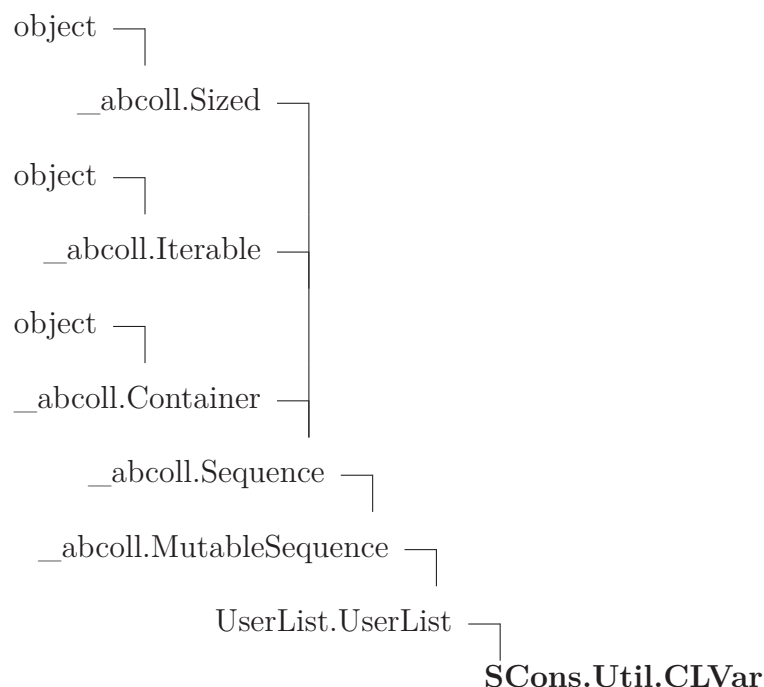 object
_abcoll.Sized
object
_abcoll.Iterable
object
_abcoll.Container
_abcoll.Sequence
_abcoll.MutableSequence
UserList.UserList
SCons.Util.CLVar